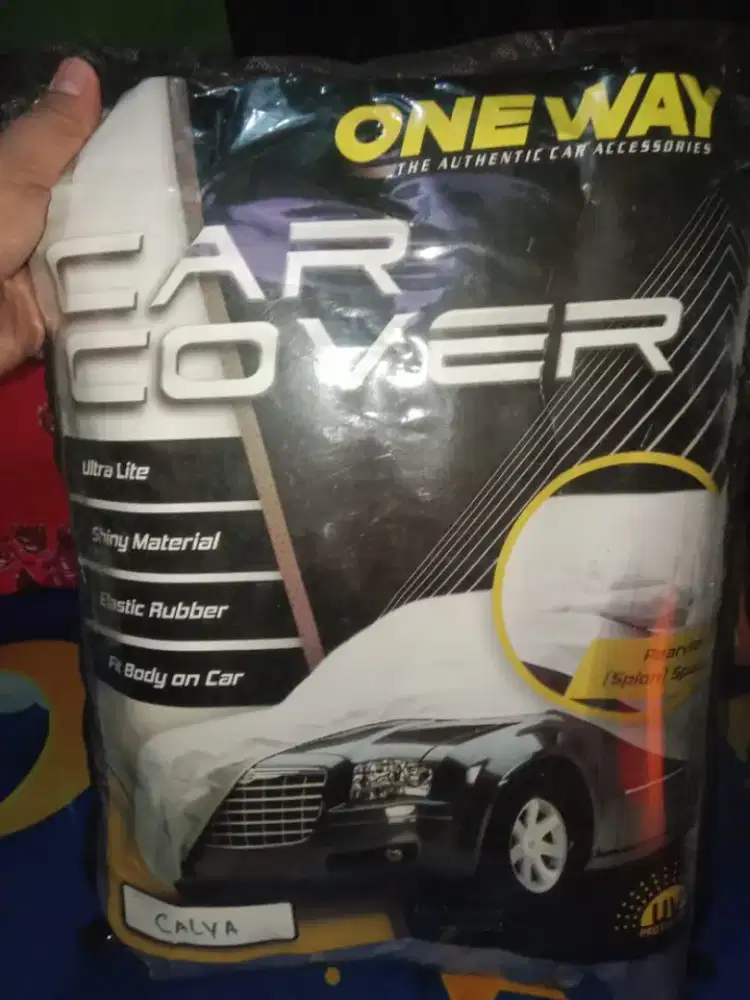 ONE WAY
THE AUTHENTIC CAR ACCESSORIES
CAR
COVER
Ultra Lite
Shiny Material
Elastic Rubber
Fit Body on Car
(Spion)
CALYA
UV